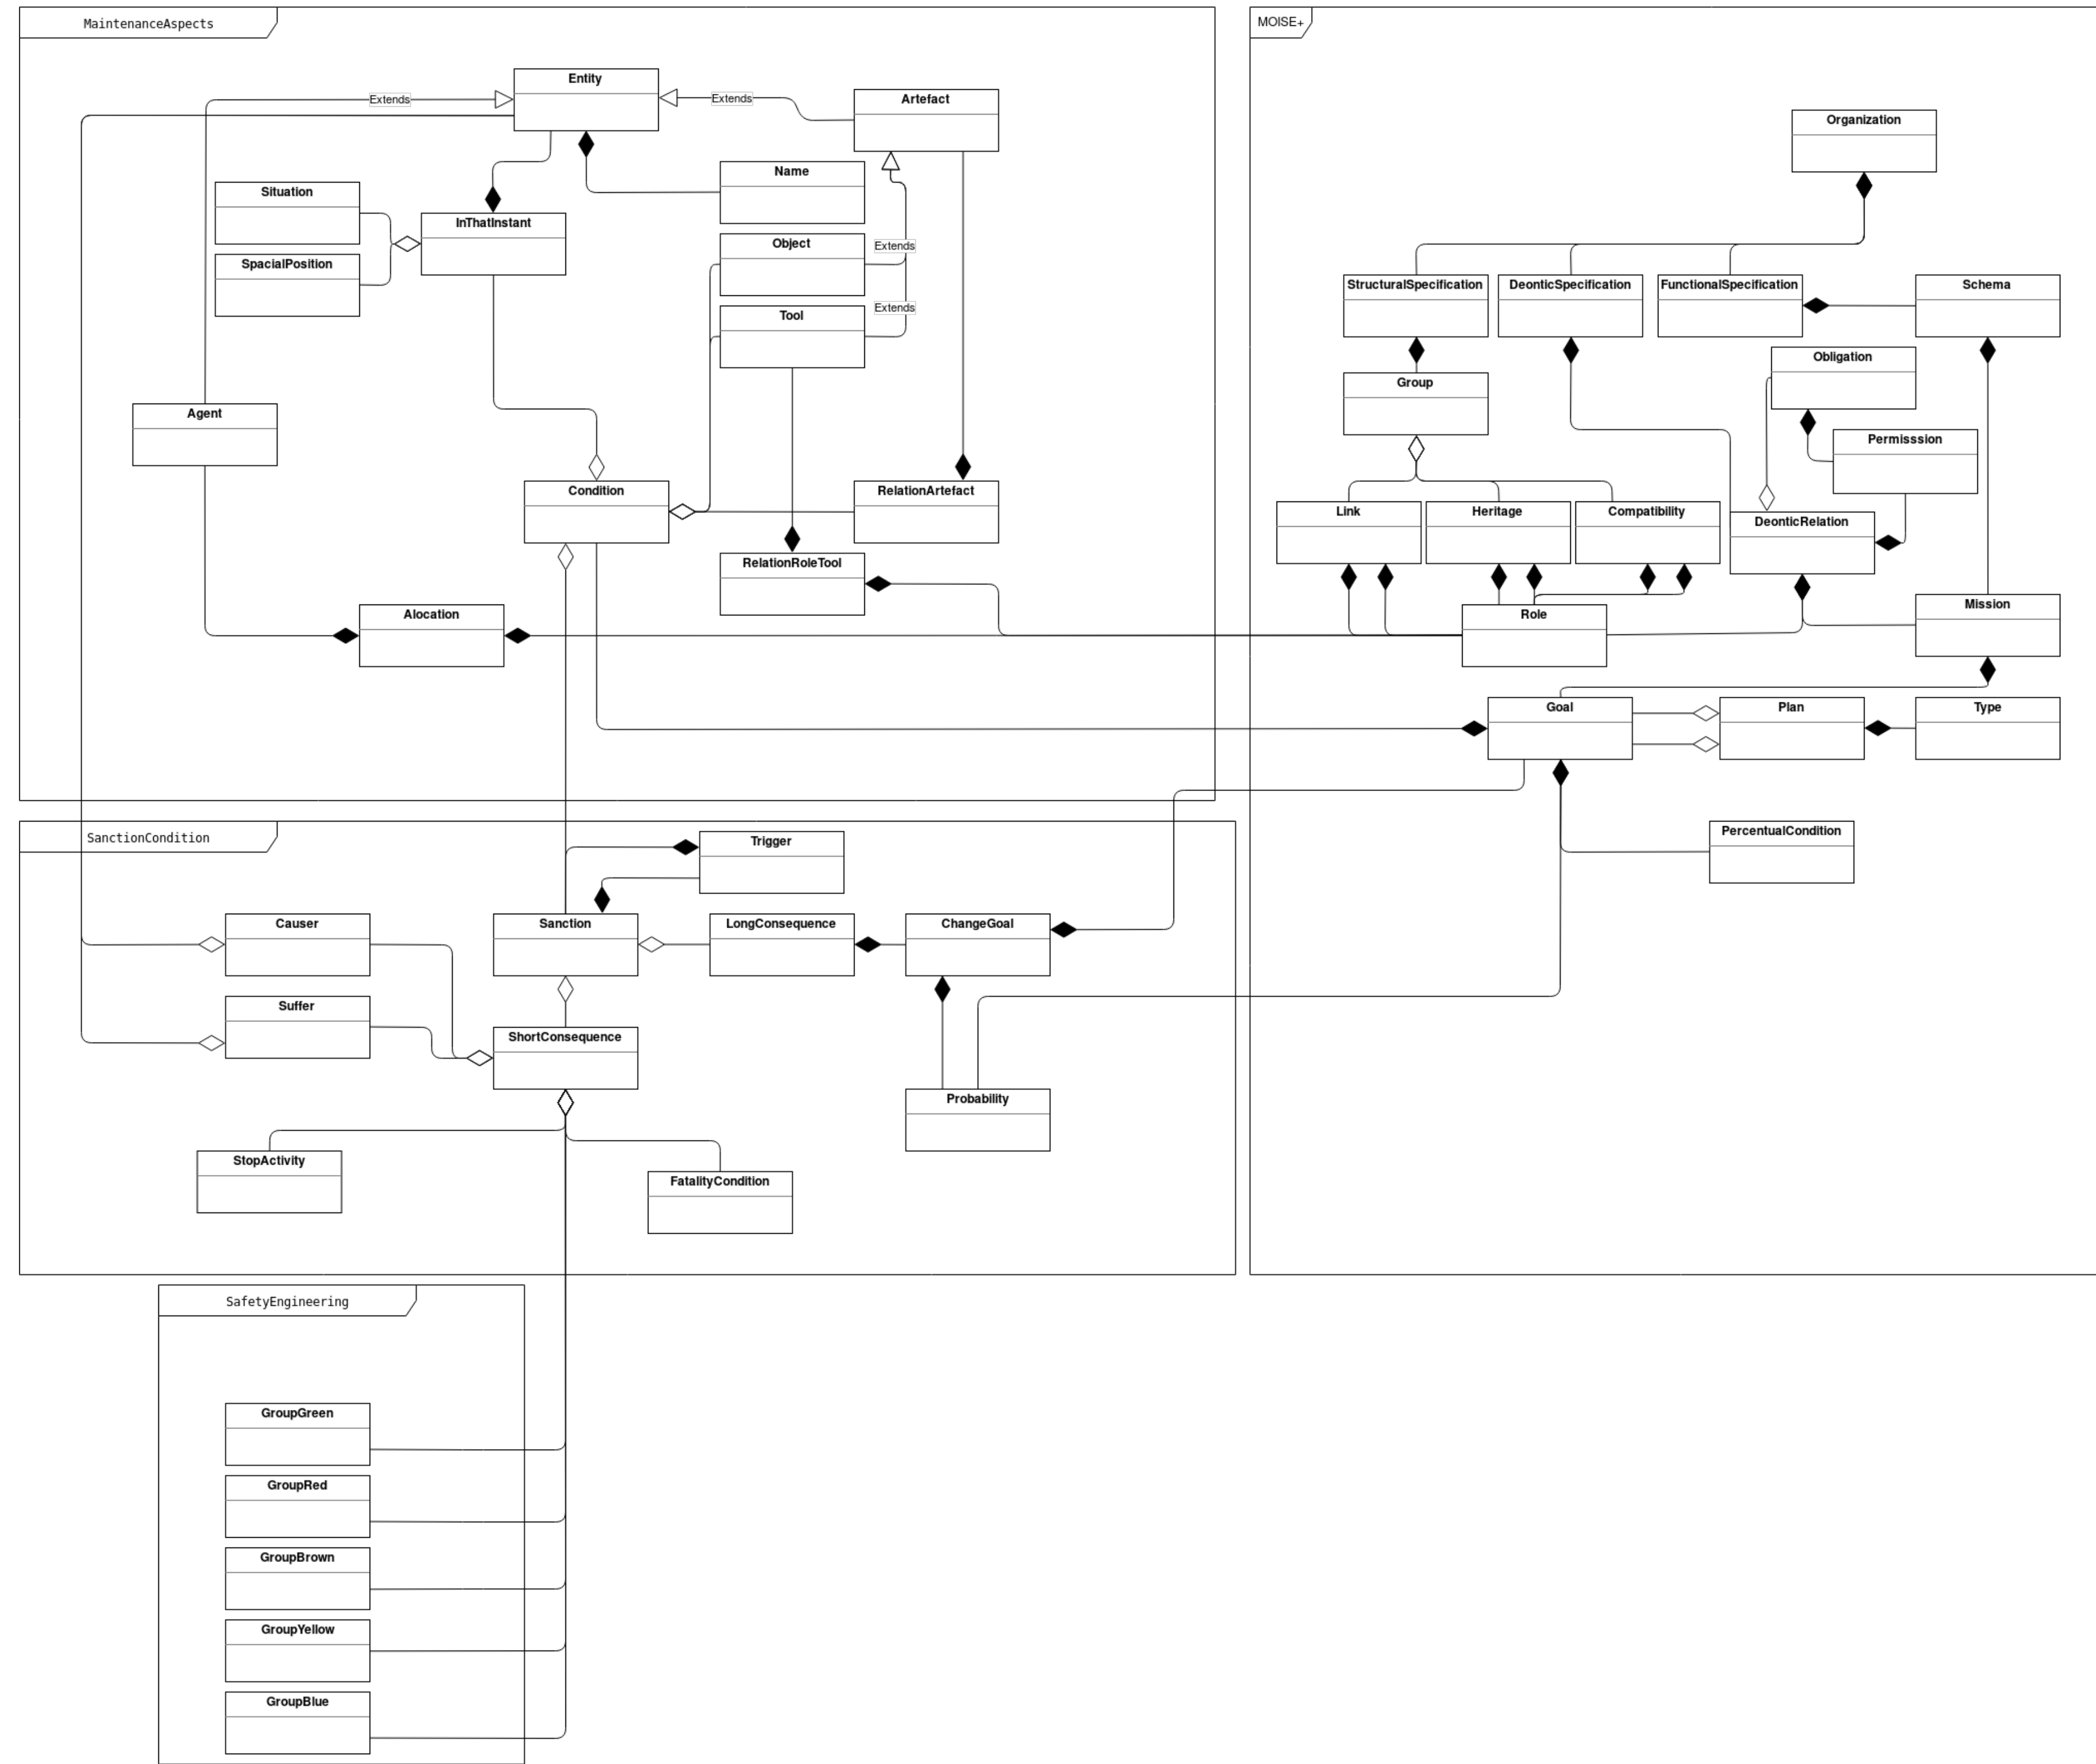 MaintenanceAspects
Entity
Extends
Extends
Artefact
Name
Situation
InThatInstant
Object
Extends
SpacialPosition
Tool
Extends
Agent
Condition
RelationArtefact
RelationRoleTool
Alocation
MOISE+
Organization
StructuralSpecification
DeonticSpecification
FunctionalSpecification
Schema
Obligation
Group
Permisssion
Link
Heritage
Compatibility
DeonticRelation
Role
Mission
Goal
Plan
Type
PercentualCondition
SanctionCondition
Trigger
Causer
Sanction
LongConsequence
ChangeGoal
Suffer
ShortConsequence
Probability
StopActivity
FatalityCondition
SafetyEngineering
GroupGreen
GroupRed
GroupBrown
GroupYellow
GroupBlue